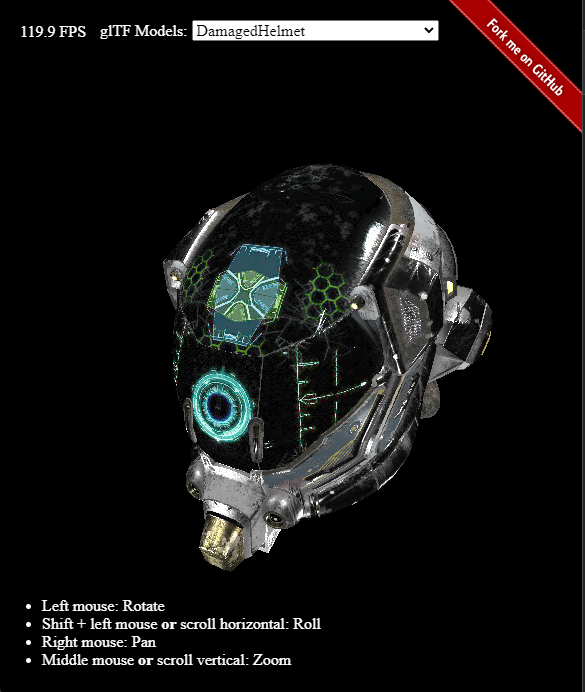 119.9 FPS glTF Models: DamagedHelmet
Fork me on GitHub
Left mouse: Rotate
Shift + left mouse or scroll horizontal: Roll
Right mouse: Pan
Middle mouse or scroll vertical: Zoom